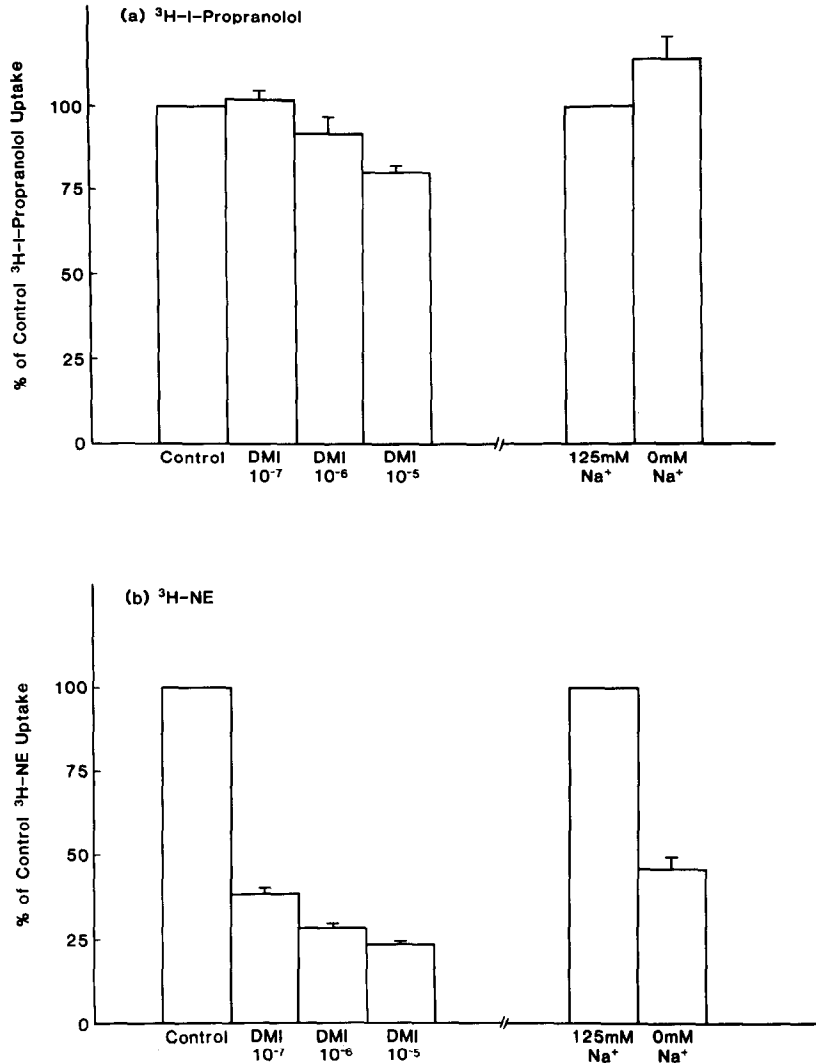 (a) ³H-l-Propranolol
% of Control ³H-l-Propranolol Uptake
100
75
50
25
0
Control DMI DMI DMI 125mM 0mM
10⁻⁷ 10⁻⁶ 10⁻⁵ Na⁺ Na⁺
(b) ³H-NE
% of Control ³H-NE Uptake
100
75
50
25
0
Control DMI DMI DMI 125mM 0mM
10⁻⁷ 10⁻⁶ 10⁻⁵ Na⁺ Na⁺